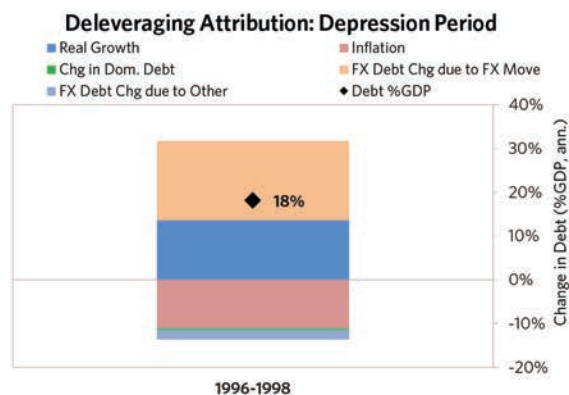 Deleveraging Attribution: Depression Period
Real Growth Inflation
Chg in Dom. Debt FX Debt Chg due to FX Move
FX Debt Chg due to Other Debt %GDP
40%
30%
20%
18%
10%
0%
-10%
-20%
Change in Debt (%GDP, ann.)
1996-1998